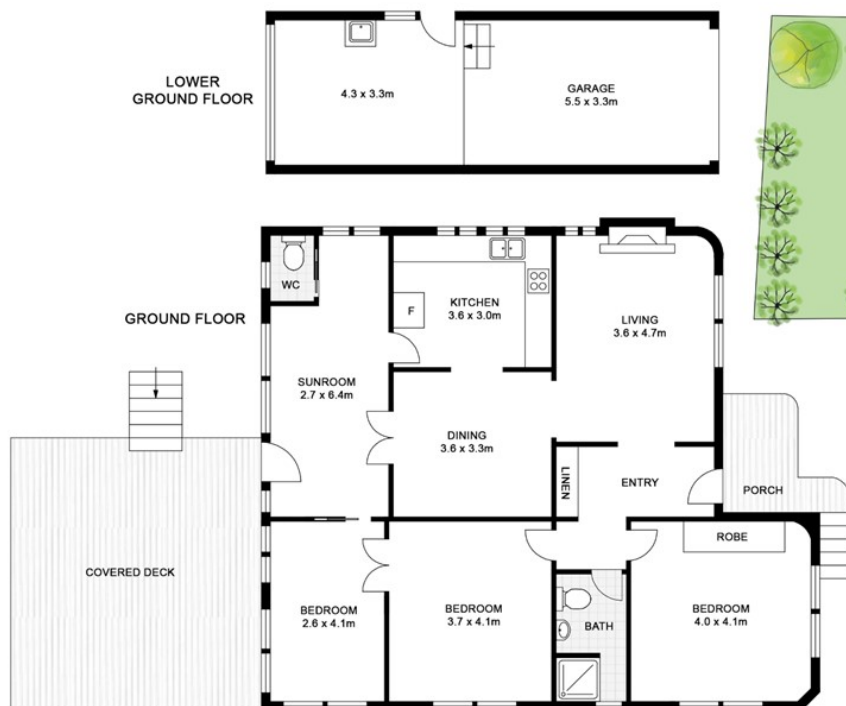 LOWER
GROUND FLOOR
4.3 x 3.3m
GARAGE
5.5 x 3.3m
GROUND FLOOR
WC
KITCHEN
3.6 x 3.0m
F
LIVING
3.6 x 4.7m
SUNROOM
2.7 x 6.4m
DINING
3.6 x 3.3m
LINEN
ENTRY
PORCH
COVERED DECK
BEDROOM
2.6 x 4.1m
BEDROOM
3.7 x 4.1m
BATH
ROBE
BEDROOM
4.0 x 4.1m